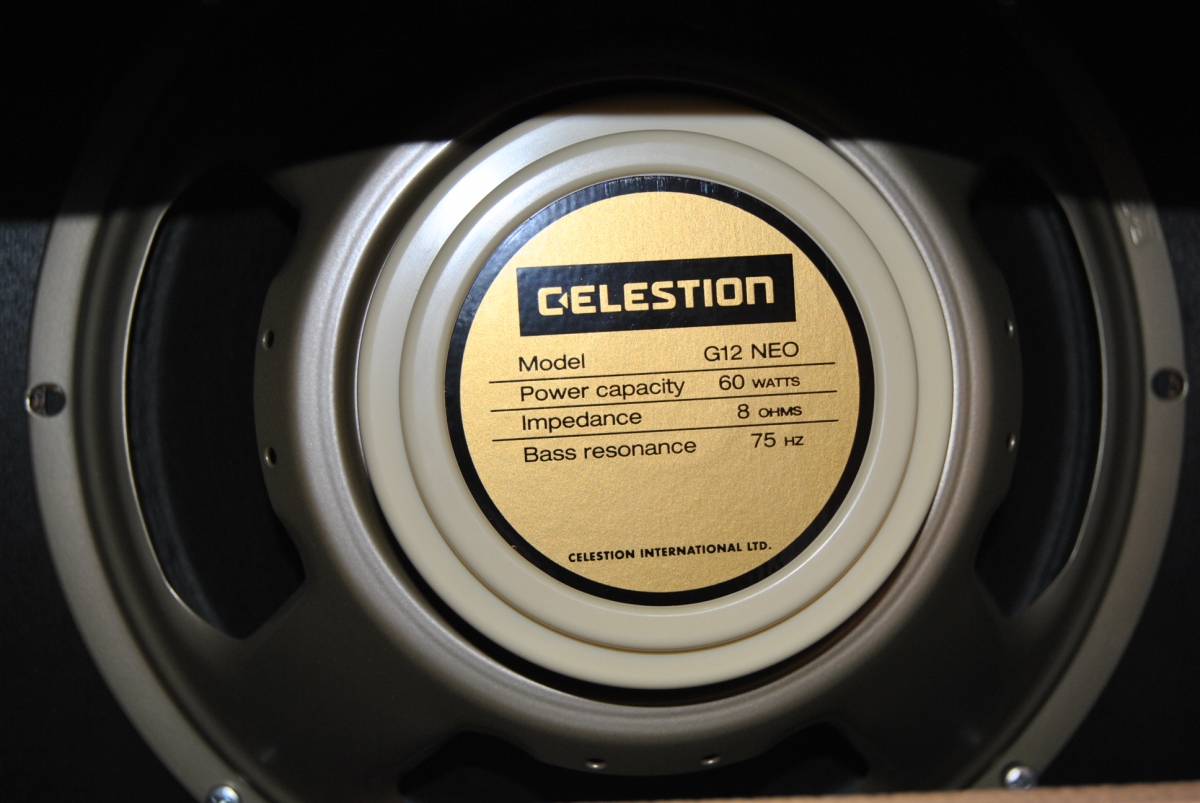 CELESTION
Model G12 NEO
Power capacity 60 WATTS
Impedance 8 OHMS
Bass resonance 75 HZ
CELESTION INTERNATIONAL LTD.